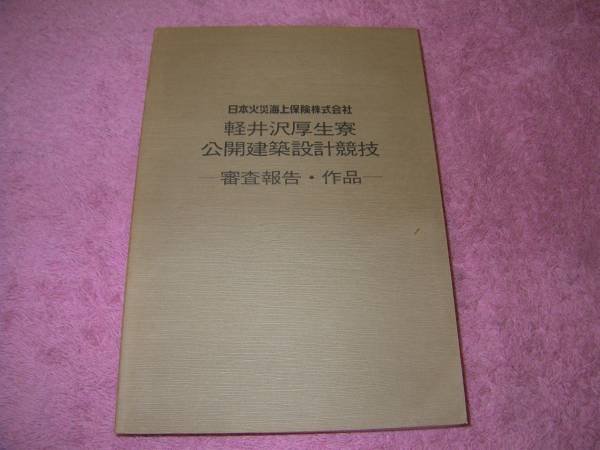 日本火災海上保険株式会社
軽井沢厚生寮
公開建築設計競技
―審査報告・作品―